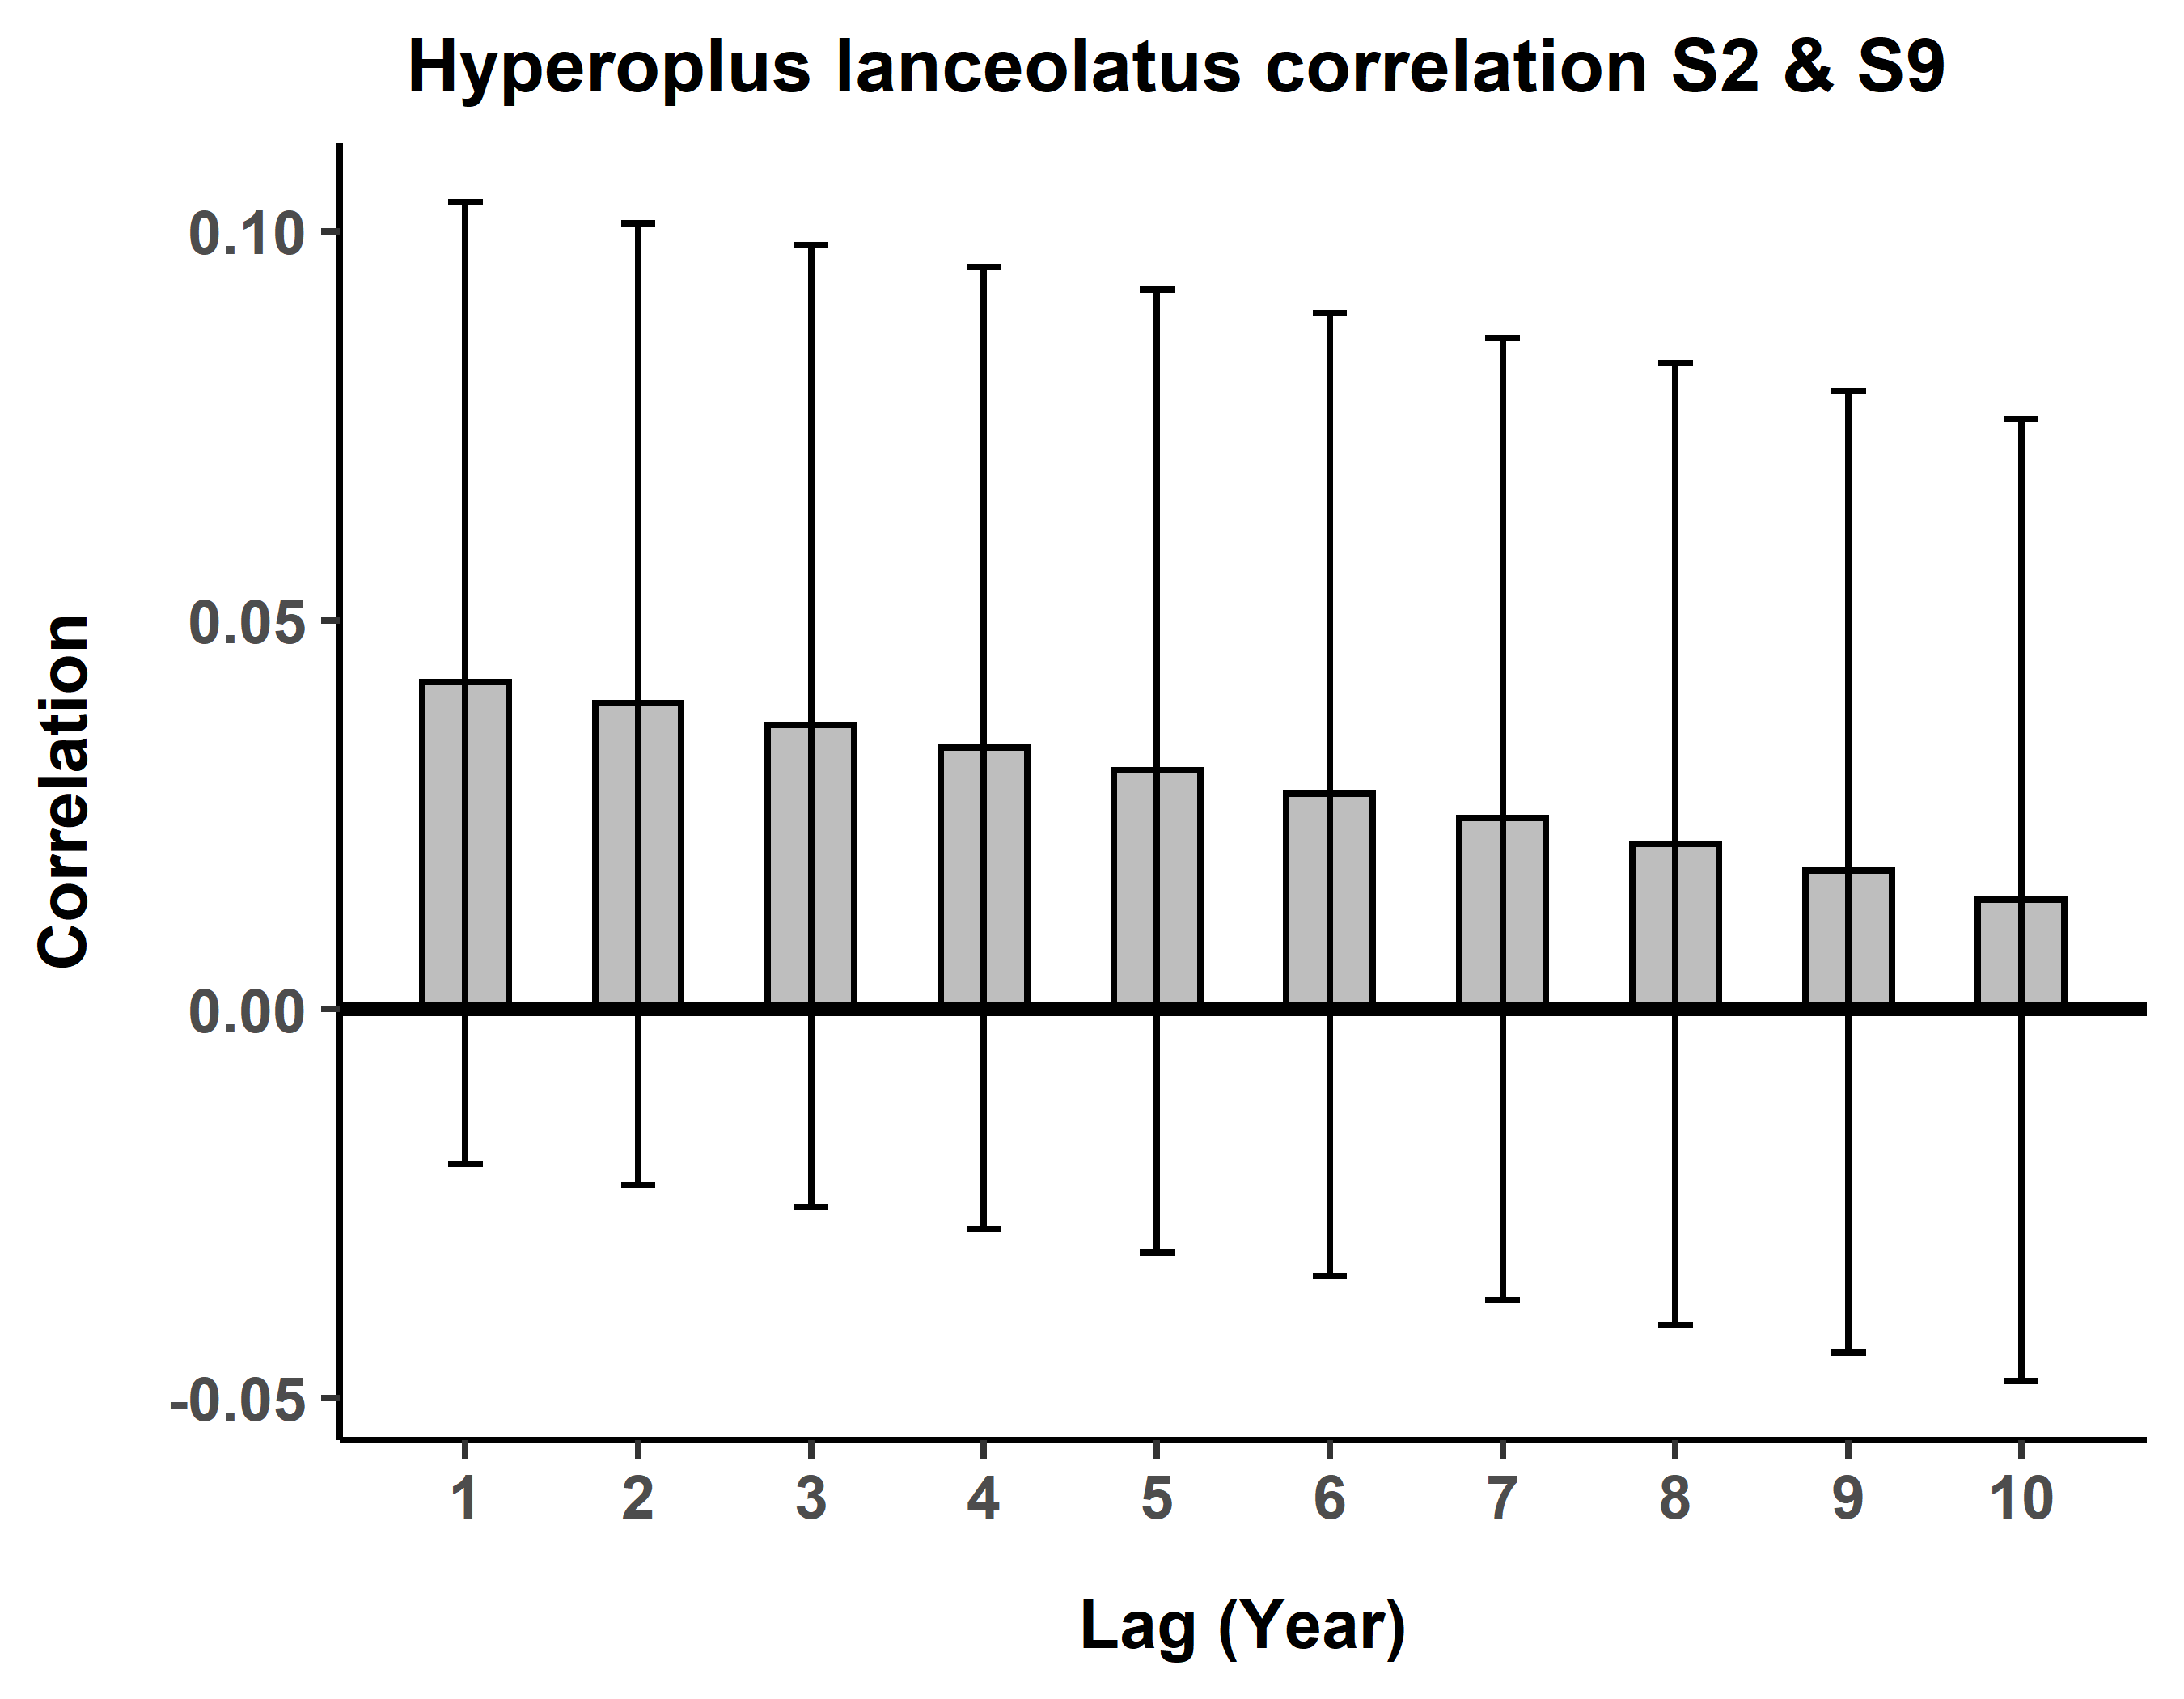 Hyperoplus lanceolatus correlation S2 & S9
Correlation
0.10
0.05
0.00
-0.05
1 2 3 4 5 6 7 8 9 10
Lag (Year)